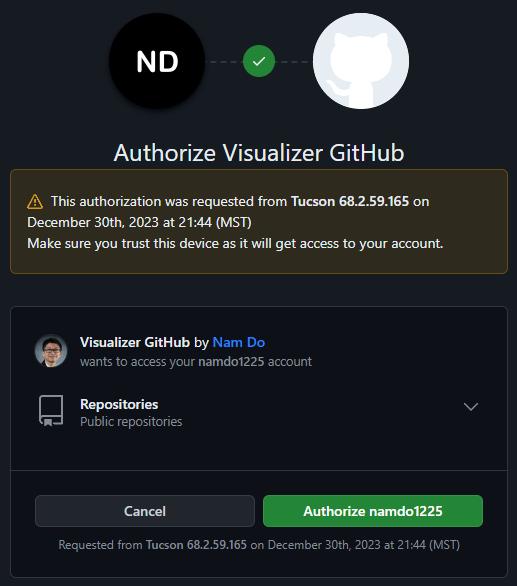 ND
Authorize Visualizer GitHub
This authorization was requested from Tucson 68.2.59.165 on
December 30th, 2023 at 21:44 (MST)
Make sure you trust this device as it will get access to your account.
Visualizer GitHub by Nam Do
wants to access your namdo1225 account
Repositories
Public repositories
Cancel
Authorize namdo1225
Requested from Tucson 68.2.59.165 on December 30th, 2023 at 21:44 (MST)